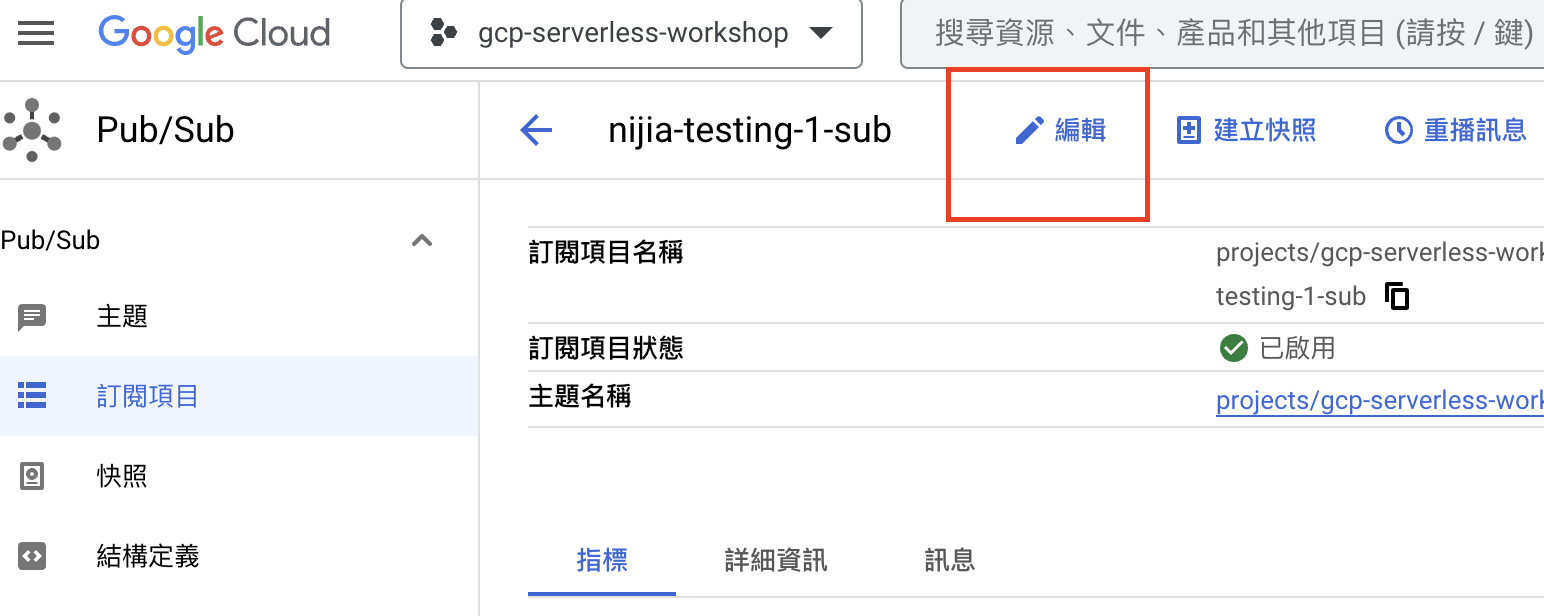 Google Cloud
gcp-serverless-workshop
搜尋資源、文件、產品和其他項目 (請按 / 鍵)
Pub/Sub
nijia-testing-1-sub
編輯
建立快照
重播訊息
Pub/Sub
主題
訂閱項目
快照
結構定義
訂閱項目名稱
projects/gcp-serverless-work
testing-1-sub
訂閱項目狀態
已啟用
主題名稱
projects/gcp-serverless-work
指標
詳細資訊
訊息